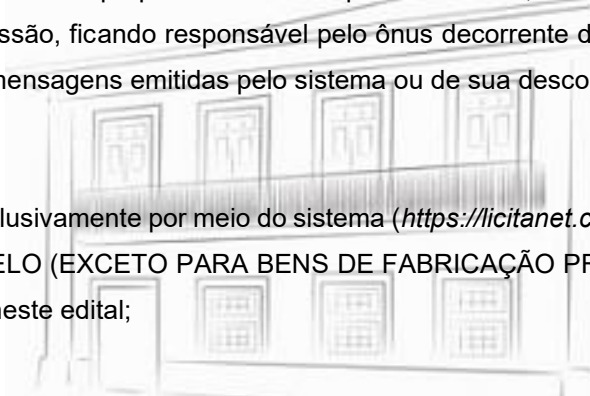 ssão, ficando responsável pelo ônus decorrente d
mensagens emitidas pelo sistema ou de sua desco
lusivamente por meio do sistema (https://licitanet.c
ELO (EXCETO PARA BENS DE FABRICAÇÃO PR
neste edital;